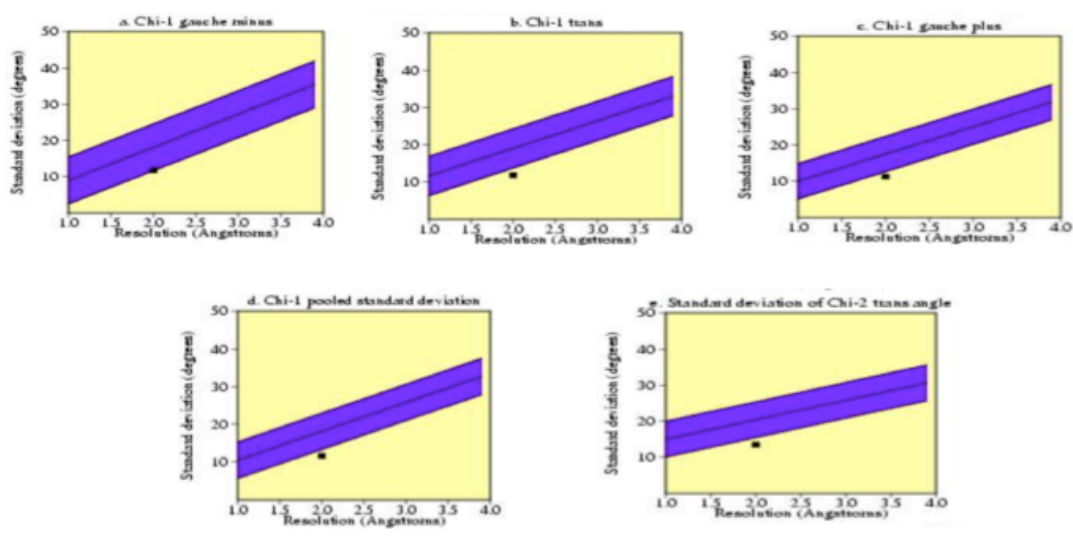 a. Chi-1 gauche minus
50
40
30
20
10
Standard deviation (degrees)
1.0 1.5 2.0 2.5 3.0 3.5 4.0
Resolution (Angstroms)
b. Chi-1 trans
50
40
30
20
10
Standard deviation (degrees)
1.0 1.5 2.0 2.5 3.0 3.5 4.0
Resolution (Angstroms)
c. Chi-1 gauche plus
50
40
30
20
10
Standard deviation (degrees)
1.0 1.5 2.0 2.5 3.0 3.5 4.0
Resolution (Angstroms)
d. Chi-1 pooled standard deviation
50
40
30
20
10
Standard deviation (degrees)
1.0 1.5 2.0 2.5 3.0 3.5 4.0
Resolution (Angstroms)
e. Standard deviation of Chi-2 trans angle
50
40
30
20
10
Standard deviation (degrees)
1.0 1.5 2.0 2.5 3.0 3.5 4.0
Resolution (Angstroms)